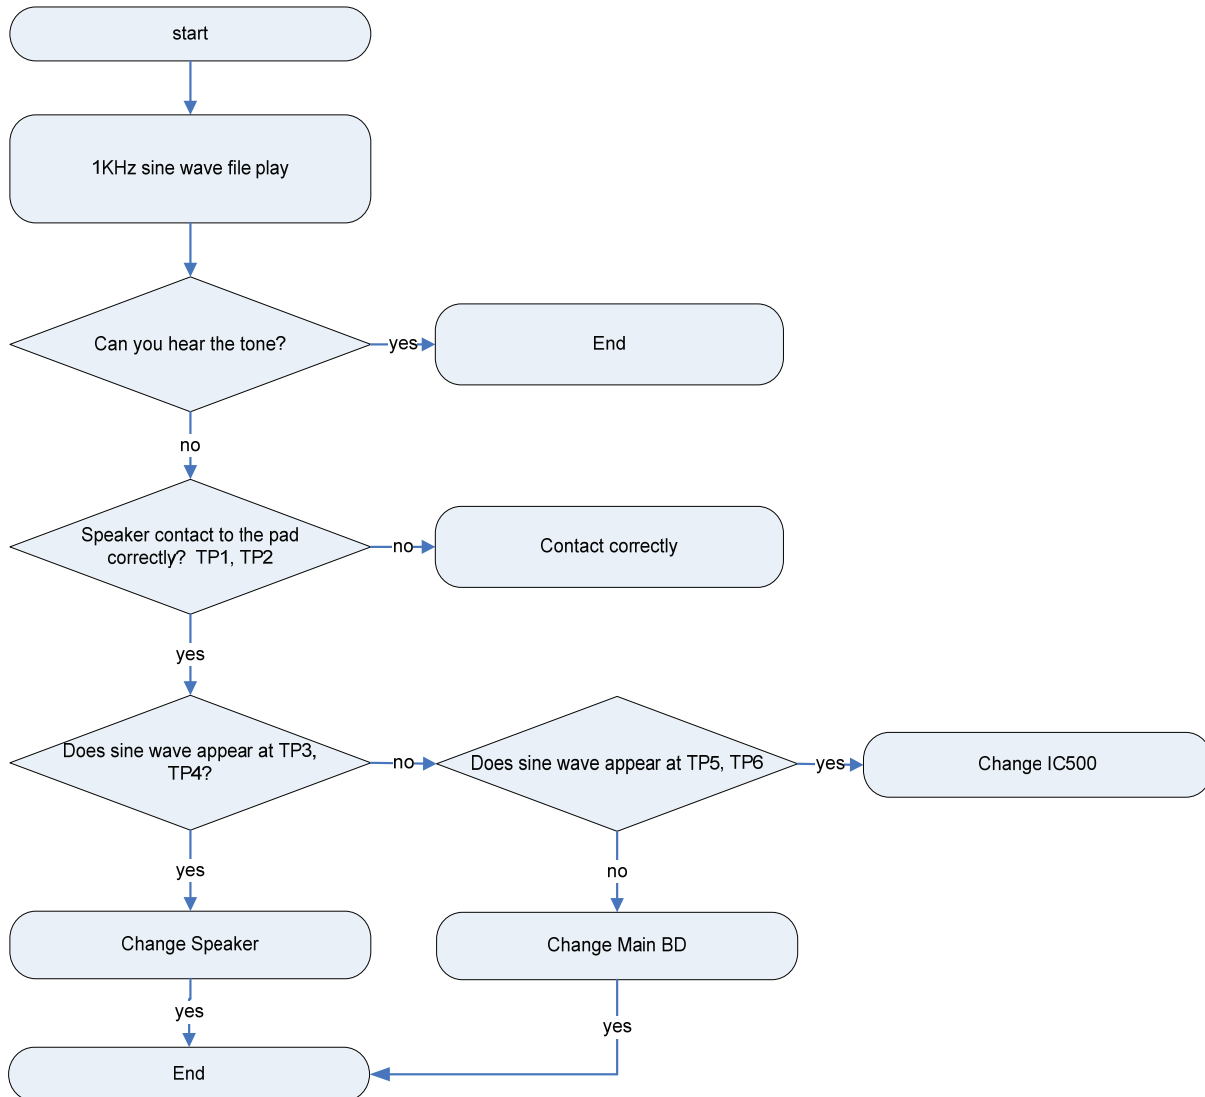 start
1KHz sine wave file play
Can you hear the tone?
yes
End
no
Speaker contact to the pad
correctly?  TP1, TP2
no
Contact correctly
yes
Does sine wave appear at TP3,
TP4?
no
Does sine wave appear at TP5, TP6
yes
Change IC500
yes
no
Change Speaker
Change Main BD
yes
yes
End